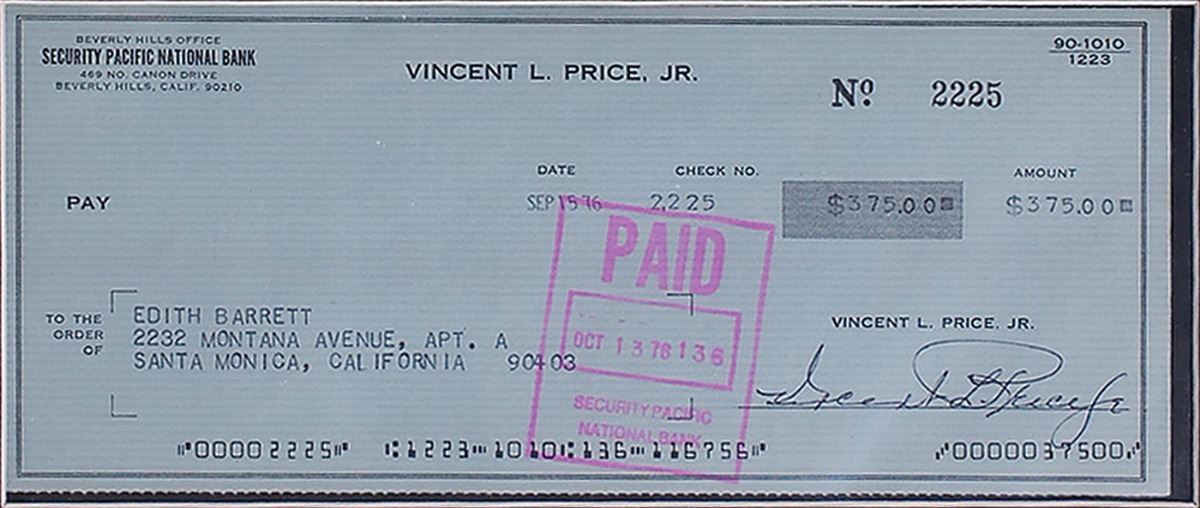 BEVERLY HILLS OFFICE
SECURITY PACIFIC NATIONAL BANK
469 NO. CANON DRIVE
BEVERLY HILLS, CALIF. 90210
VINCENT L. PRICE, JR.
90-1010
1223
Nº 2225
DATE CHECK NO. AMOUNT
PAY SEP 15 76 2225 $375.00 $375.00
PAID
OCT 13 76 136
SECURITY PACIFIC
NATIONAL BANK
TO THE
ORDER
OF
EDITH BARRETT
2232 MONTANA AVENUE, APT. A
SANTA MONICA, CALIFORNIA 90403
VINCENT L. PRICE, JR.
Vincent L Price Jr
⑈00002225⑈ ⑆1223⑉1010⑆136⑉116756⑈ ⑈0000037500⑈